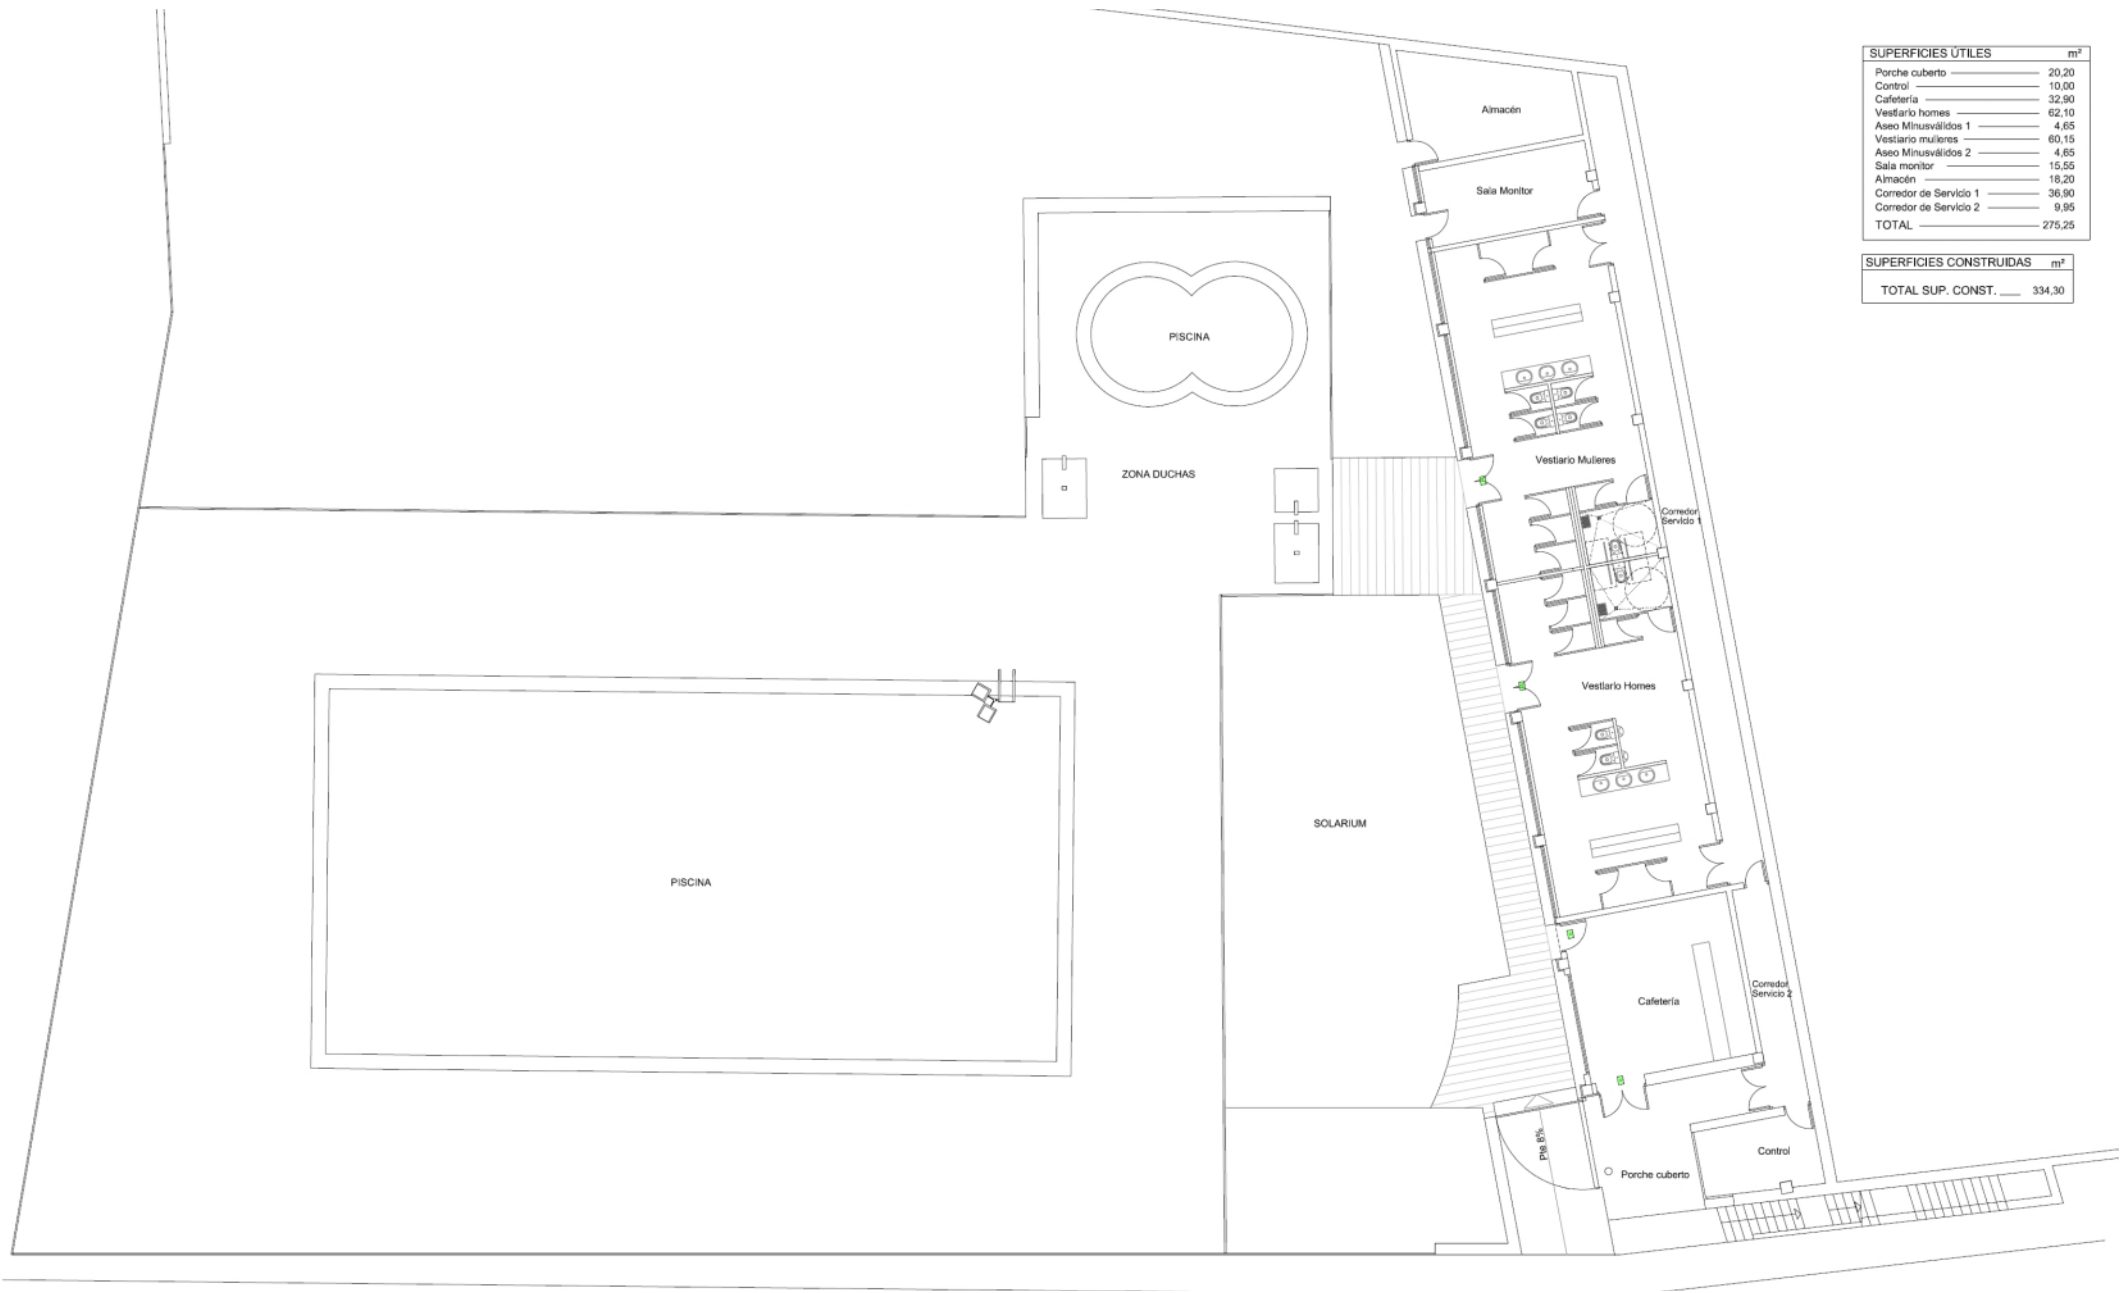 SUPERFICIES ÚTILES m²
Porche cuberto 20,20
Control 10,00
Cafetería 32,90
Vestiario homes 62,10
Aseo Minusválidos 1 4,65
Vestiario mulleres 60,15
Aseo Minusválidos 2 4,65
Sala monitor 15,55
Almacén 18,20
Corredor de Servicio 1 36,90
Corredor de Servicio 2 9,95
TOTAL 275,25
SUPERFICIES CONSTRUIDAS m²
TOTAL SUP. CONST. 334,30
Almacén
Sala Monitor
PISCINA
ZONA DUCHAS
Vestiario Mulleres
Corredor
Servicio 1
Vestiario Homes
SOLARIUM
PISCINA
Cafetería
Corredor
Servicio 2
Pte 8%
Control
Porche cuberto